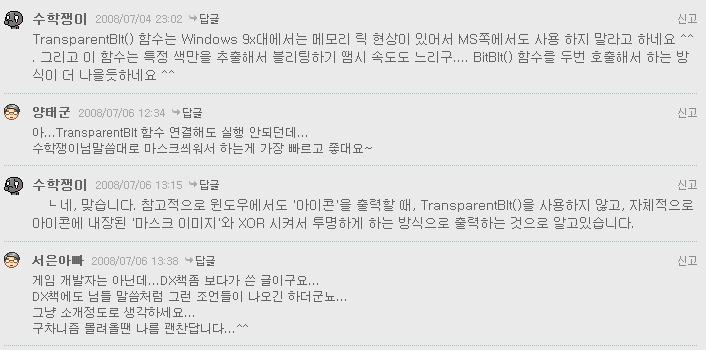 수학쟁이 2008/07/04 23:02 ↪답글 신고
TransparentBlt() 함수는 Windows 9x대에서는 메모리 릭 현상이 있어서 MS쪽에서도 사용 하지 말라고 하네요 ^^
. 그리고 이 함수는 특정 색만을 추출해서 블리팅하기 땜시 속도도 느리구.... BitBlt() 함수를 두번 호출해서 하는 방
식이 더 나을듯하네요 ^^
양태군 2008/07/06 12:34 ↪답글 신고
아...TransparentBlt 함수 연결해도 실행 안되던데...
수학쟁이님말씀대로 마스크씌워서 하는게 가장 빠르고 좋대요~
수학쟁이 2008/07/06 13:15 ↪답글 신고
┗네, 맞습니다. 참고적으로 윈도우에서도 '아이콘'을 출력할 때, TransparentBlt()을 사용하지 않고, 자체적으로
아이콘에 내장된 '마스크 이미지'와 XOR 시켜서 투명하게 하는 방식으로 출력하는 것으로 알고있습니다.
서은아빠 2008/07/06 13:38 ↪답글 신고
게임 개발자는 아닌데...DX책좀 보다가 쓴 글이구요...
DX책에도 님들 말씀처럼 그런 조언들이 나오긴 하더군뇨...
그냥 소개정도로 생각하세요...
구차니즘 몰려올땐 나름 괜찬답니다...^^